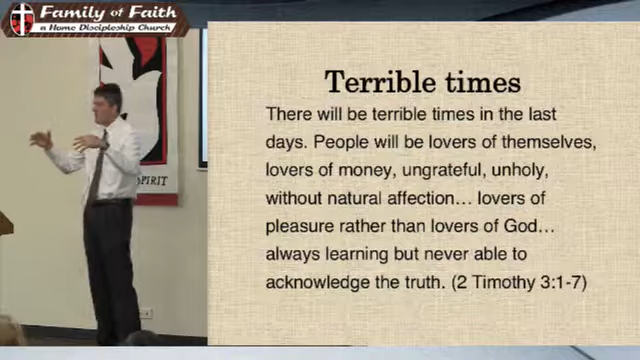 Family of Faith
a Home Discipleship Church
SPIRIT
Terrible times
There will be terrible times in the last
days. People will be lovers of themselves,
lovers of money, ungrateful, unholy,
without natural affection… lovers of
pleasure rather than lovers of God…
always learning but never able to
acknowledge the truth. (2 Timothy 3:1-7)